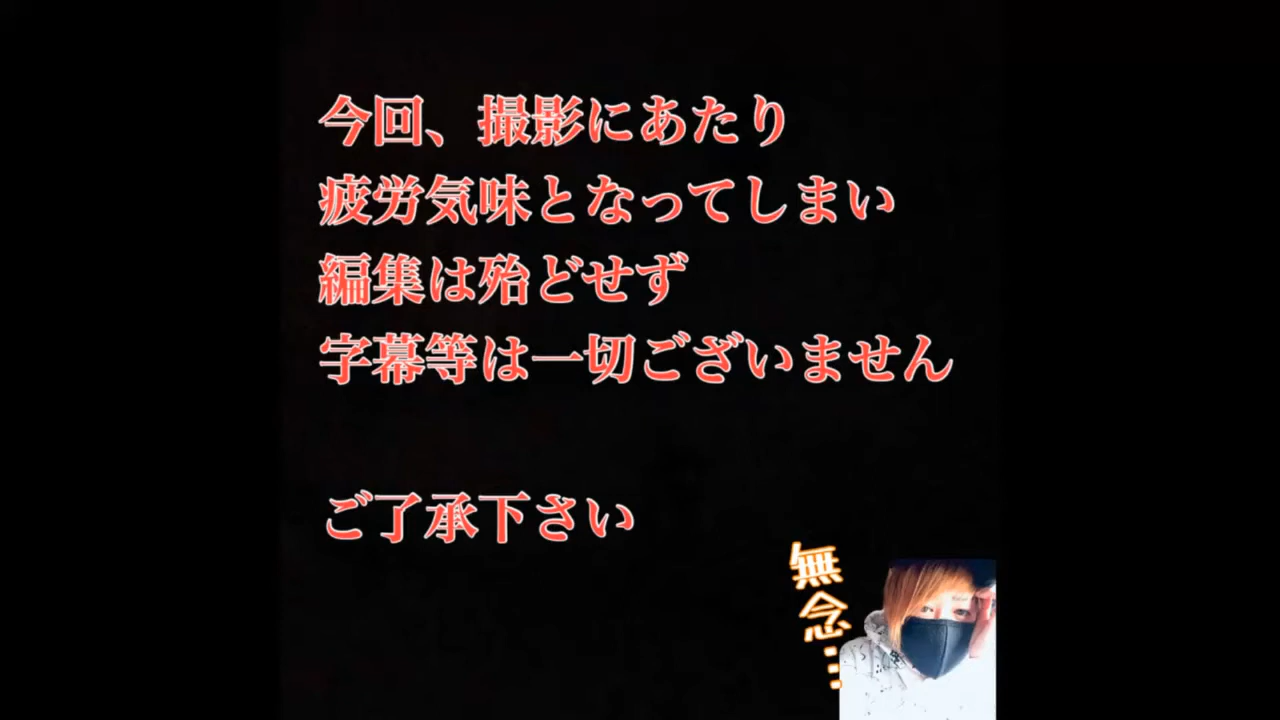 今回、撮影にあたり
疲労気味となってしまい
編集は殆どせず
字幕等は一切ございません
ご了承下さい
無念…